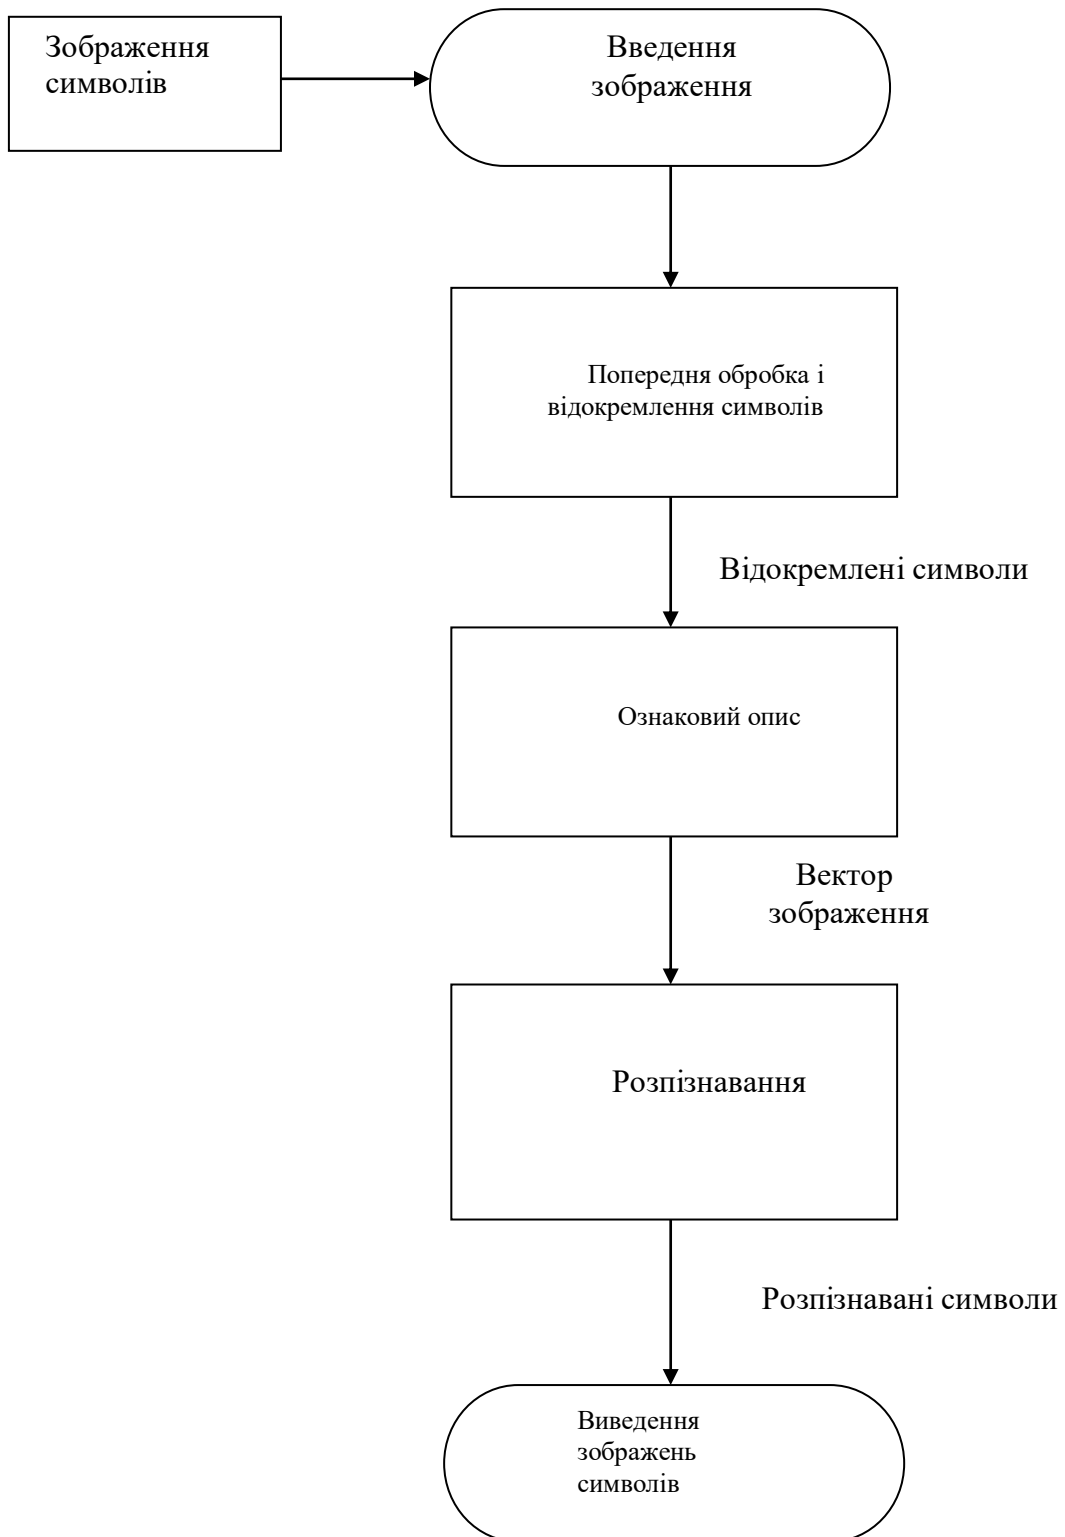 Зображення
символів
Введення
зображення
Попередня обробка і
відокремлення символів
Відокремлені символи
Ознаковий опис
Вектор
зображення
Розпізнавання
Розпізнавані символи
Виведення
зображень
символів